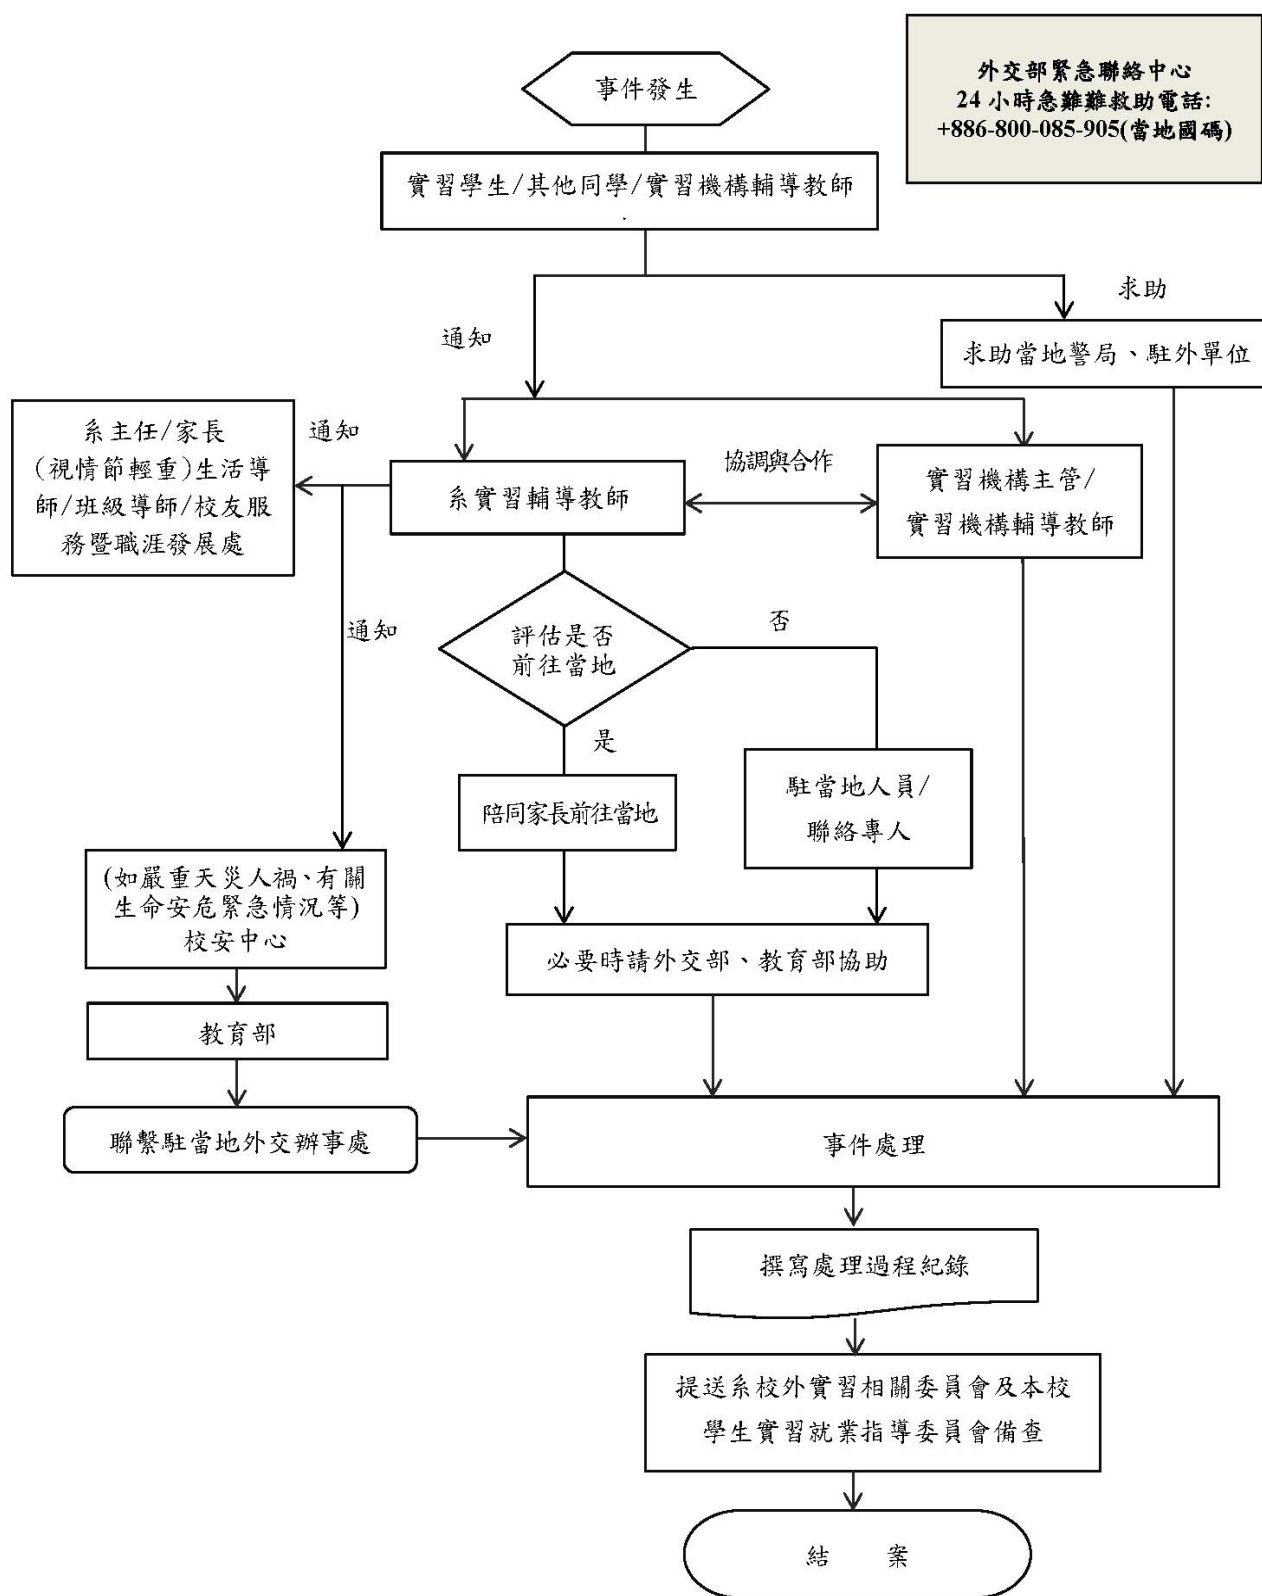 外交部緊急聯絡中心
24 小時急難難救助電話:
+886-800-085-905(當地國碼)
事件發生
實習學生/其他同學/實習機構輔導教師
求助
通知
求助當地警局、駐外單位
系主任/家長
(視情節輕重)生活導
師/班級導師/校友服
務暨職涯發展處
通知
系實習輔導教師
協調與合作
實習機構主管/
實習機構輔導教師
通知
評估是否
前往當地
否
是
陪同家長前往當地
駐當地人員/
聯絡專人
(如嚴重天災人禍、有關
生命安危緊急情況等)
校安中心
必要時請外交部、教育部協助
教育部
聯繫駐當地外交辦事處
事件處理
撰寫處理過程紀錄
提送系校外實習相關委員會及本校
學生實習就業指導委員會備查
結 案